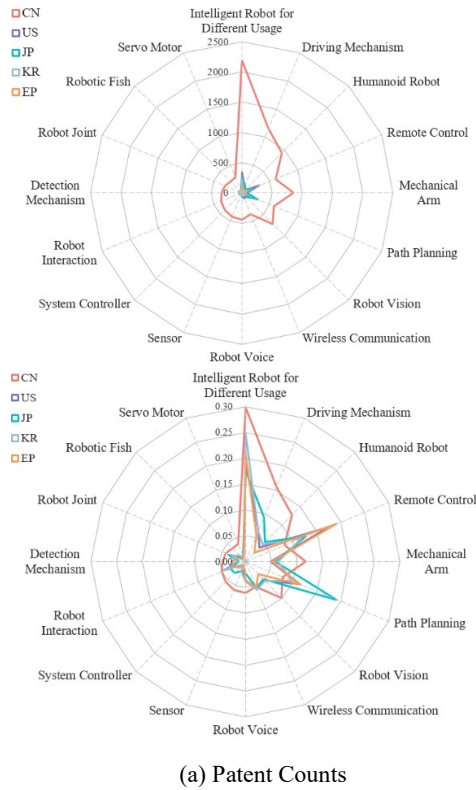 CN
US
JP
KR
EP
Intelligent Robot for
Different Usage
Driving Mechanism
Humanoid Robot
Remote Control
Mechanical
Arm
Path Planning
Robot Vision
Wireless Communication
Robot Voice
Sensor
System Controller
Robot
Interaction
Detection
Mechanism
Robot Joint
Robotic Fish
Servo Motor
2500
2000
1500
1000
500
0
CN
US
JP
KR
EP
Intelligent Robot for
Different Usage
Driving Mechanism
Humanoid Robot
Remote Control
Mechanical
Arm
Path Planning
Robot Vision
Wireless Communication
Robot Voice
Sensor
System Controller
Robot
Interaction
Detection
Mechanism
Robot Joint
Robotic Fish
Servo Motor
0.30
0.25
0.20
0.15
0.10
0.05
0.00
(a) Patent Counts